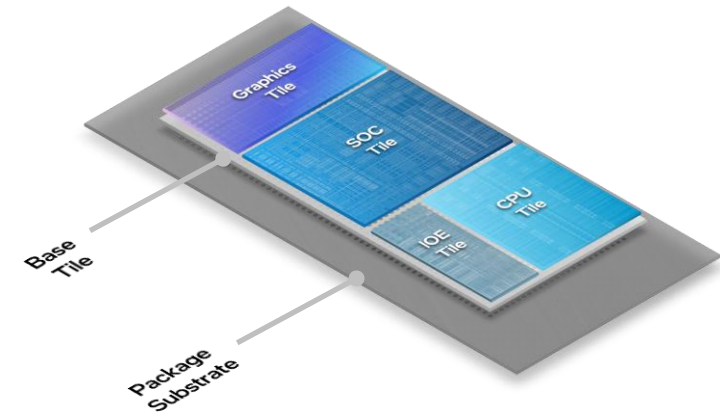 Graphics
Tile
SOC
Tile
CPU
Tile
IOE
Tile
Base
Tile
Package
Substrate